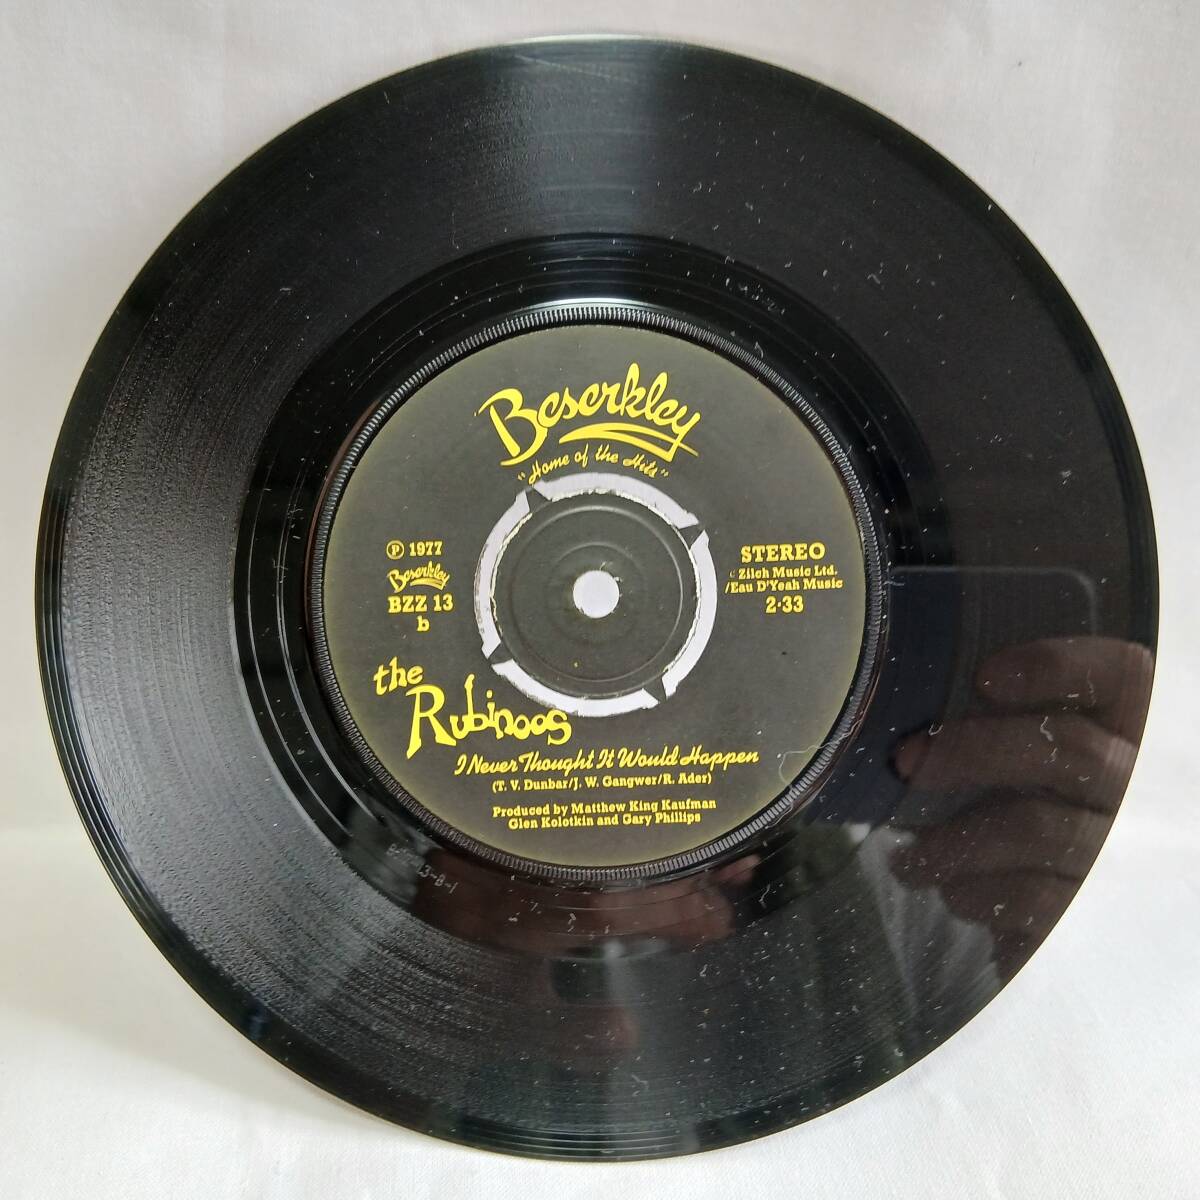 Beserkley
"Home of the Hits"
℗ 1977
Beserkley
BZZ 13
b
STEREO
© Zilch Music Ltd.
/Eau D'Yeah Music
2·33
the
Rubinoos
I Never Thought It Would Happen
(T. V. Dunbar/J. W. Gangwer/R. Ader)
Produced by Matthew King Kaufman
Glen Kolotkin and Gary Phillips